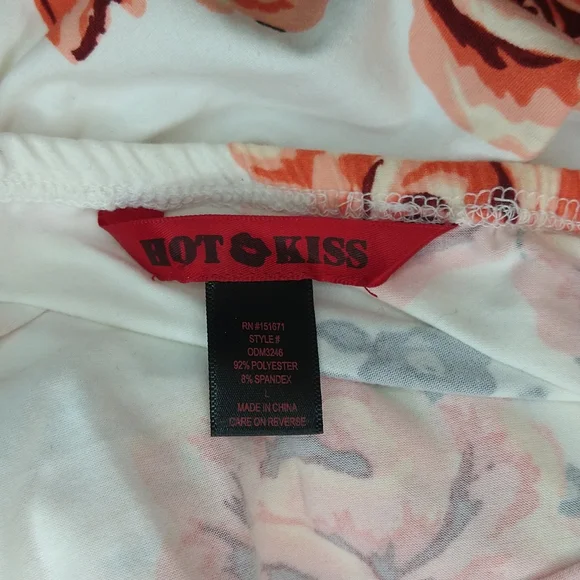 HOT & KISS
RN #151071
STYLE #
ODM3246
92% POLYESTER
8% SPANDEX
L
MADE IN CHINA
CARE ON REVERSE